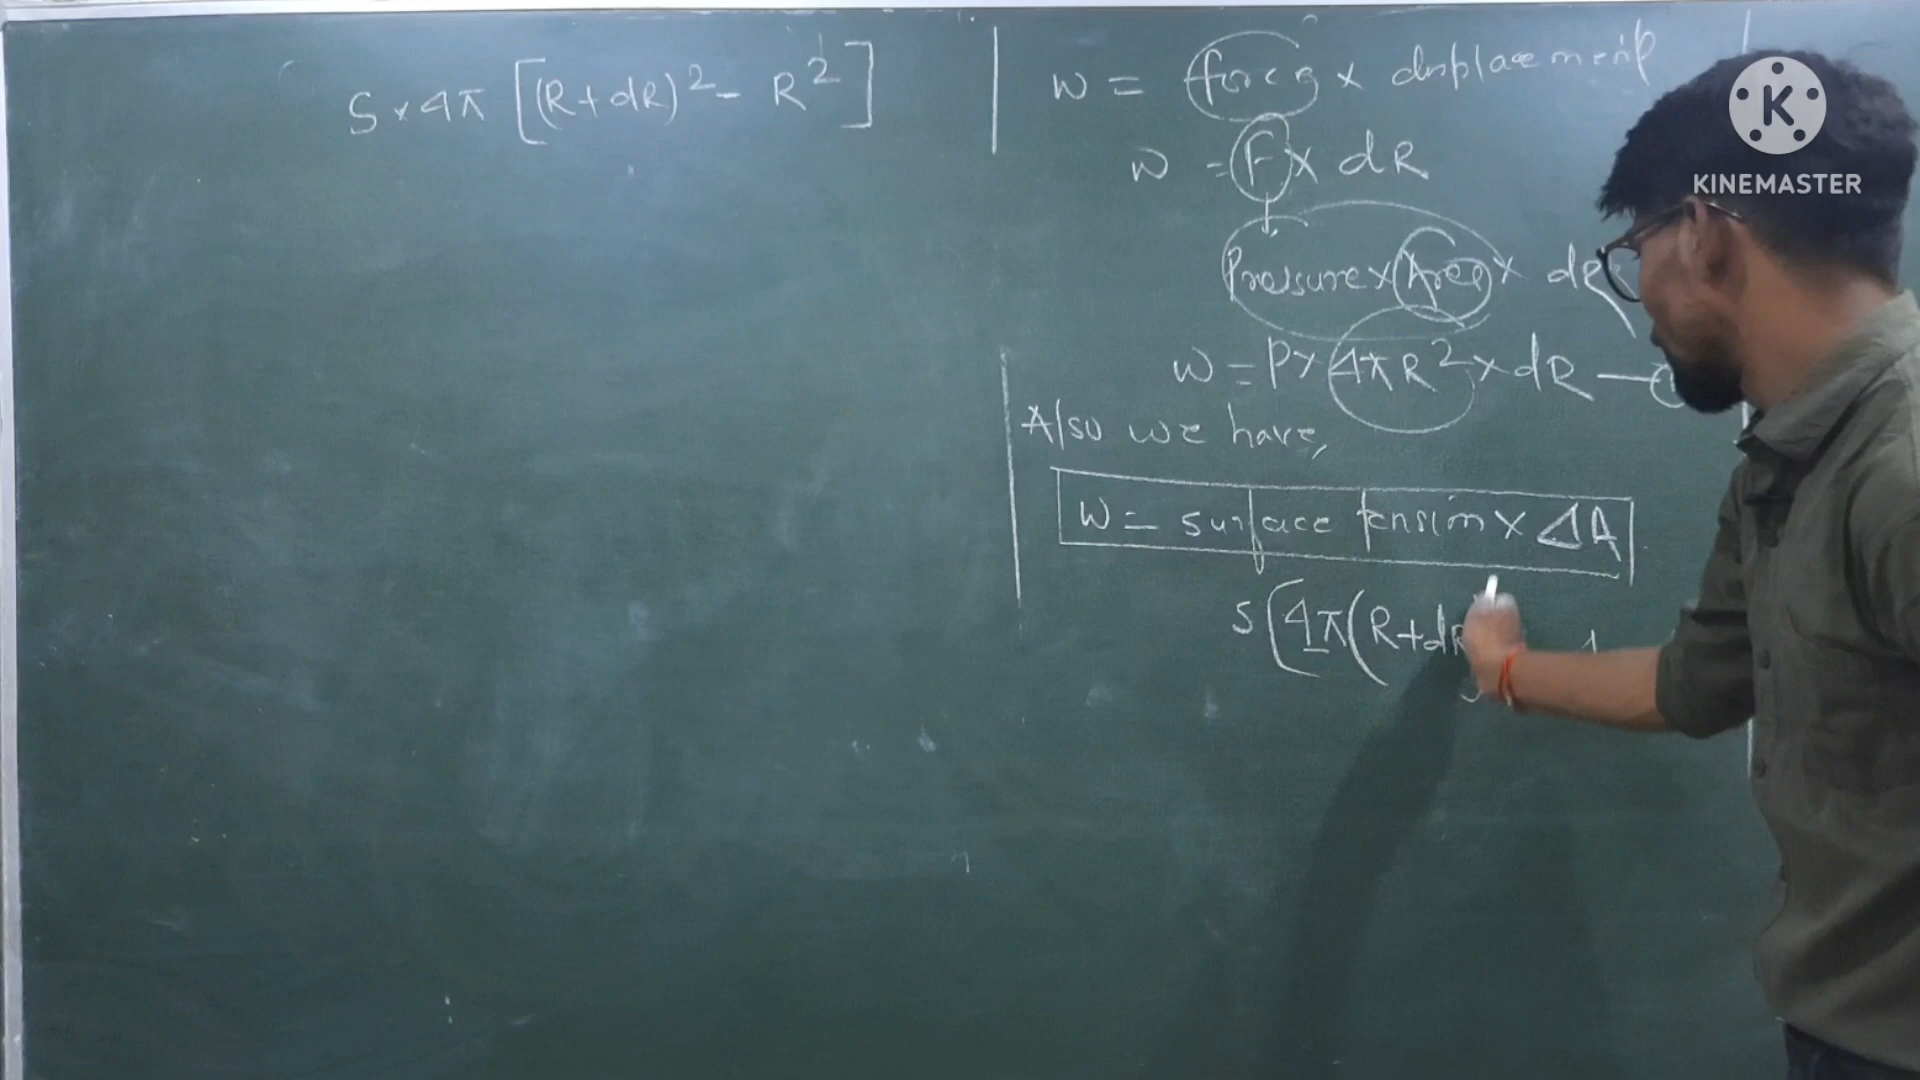 S × 4π [(R+dR)² - R²]
W = force × displacement
W = F × dR
Pressure × Area × dR
W = P × 4πR² × dR —
Also we have,
W = surface tension × ΔA
S [4π(R+dR
K
KINEMASTER